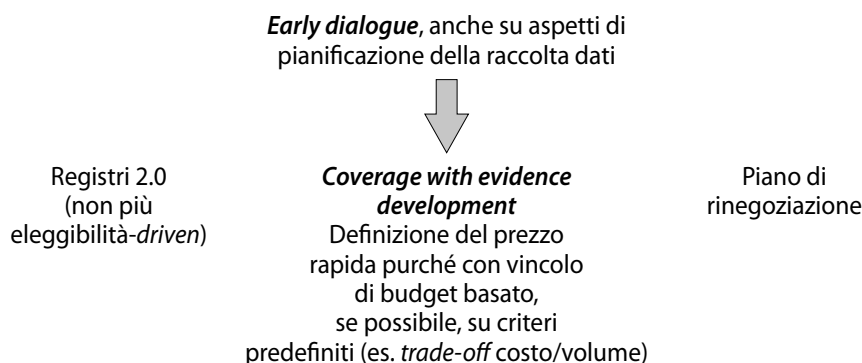 Early dialogue, anche su aspetti di
pianificazione della raccolta dati
Registri 2.0
(non più
eleggibilità-driven)
Coverage with evidence
development
Definizione del prezzo
rapida purché con vincolo
di budget basato,
se possibile, su criteri
predefiniti (es. trade-off costo/volume)
Piano di
rinegoziazione